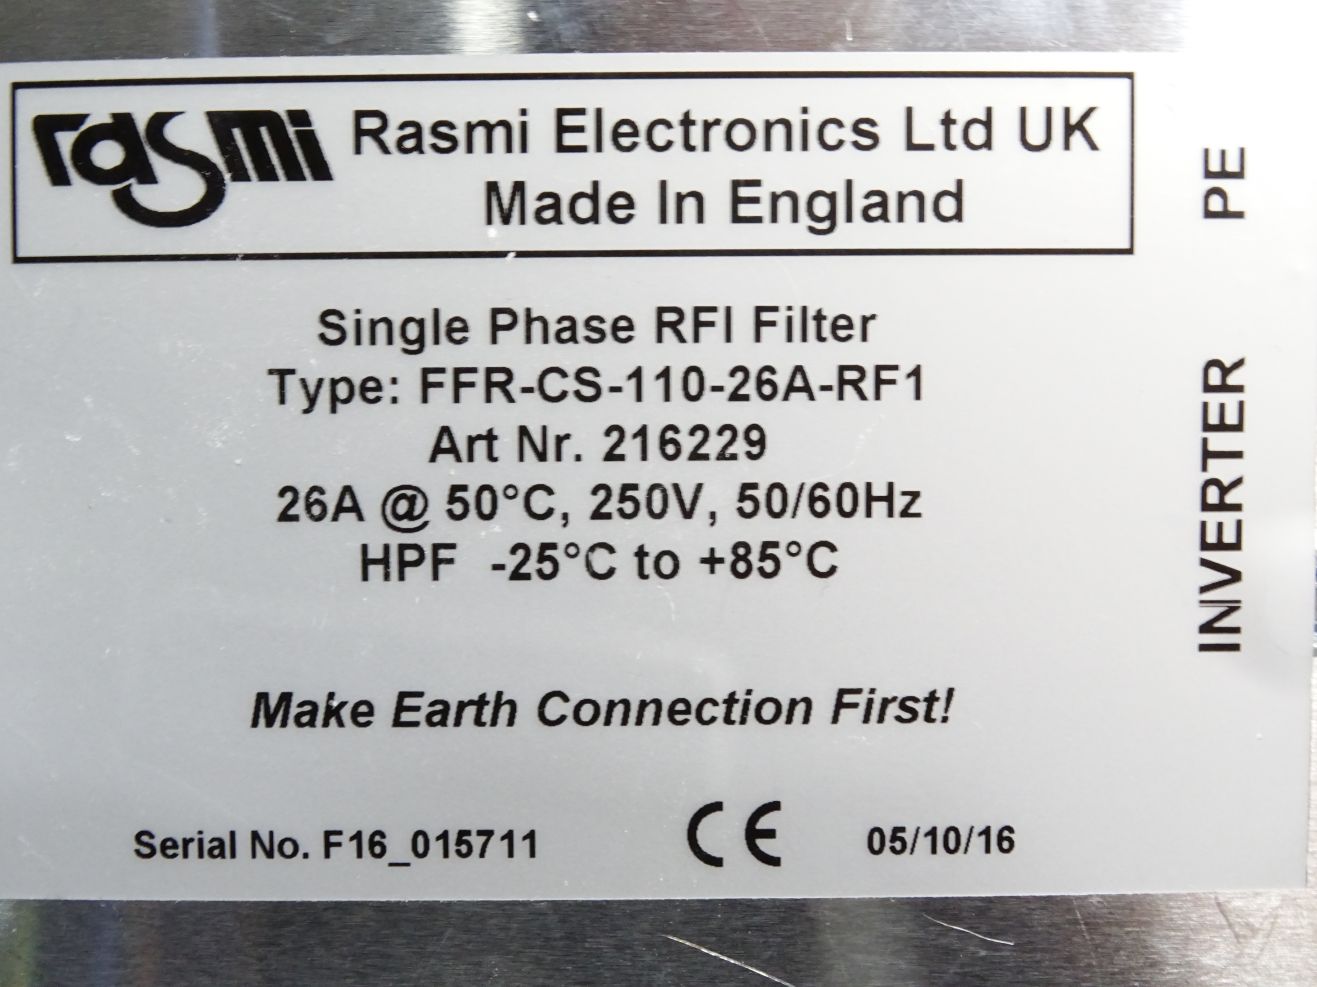 rasmi Rasmi Electronics Ltd UK
Made In England
Single Phase RFI Filter
Type: FFR-CS-110-26A-RF1
Art Nr. 216229
26A @ 50°C, 250V, 50/60Hz
HPF -25°C to +85°C
Make Earth Connection First!
Serial No. F16_015711 CE 05/10/16
PE
INVERTER